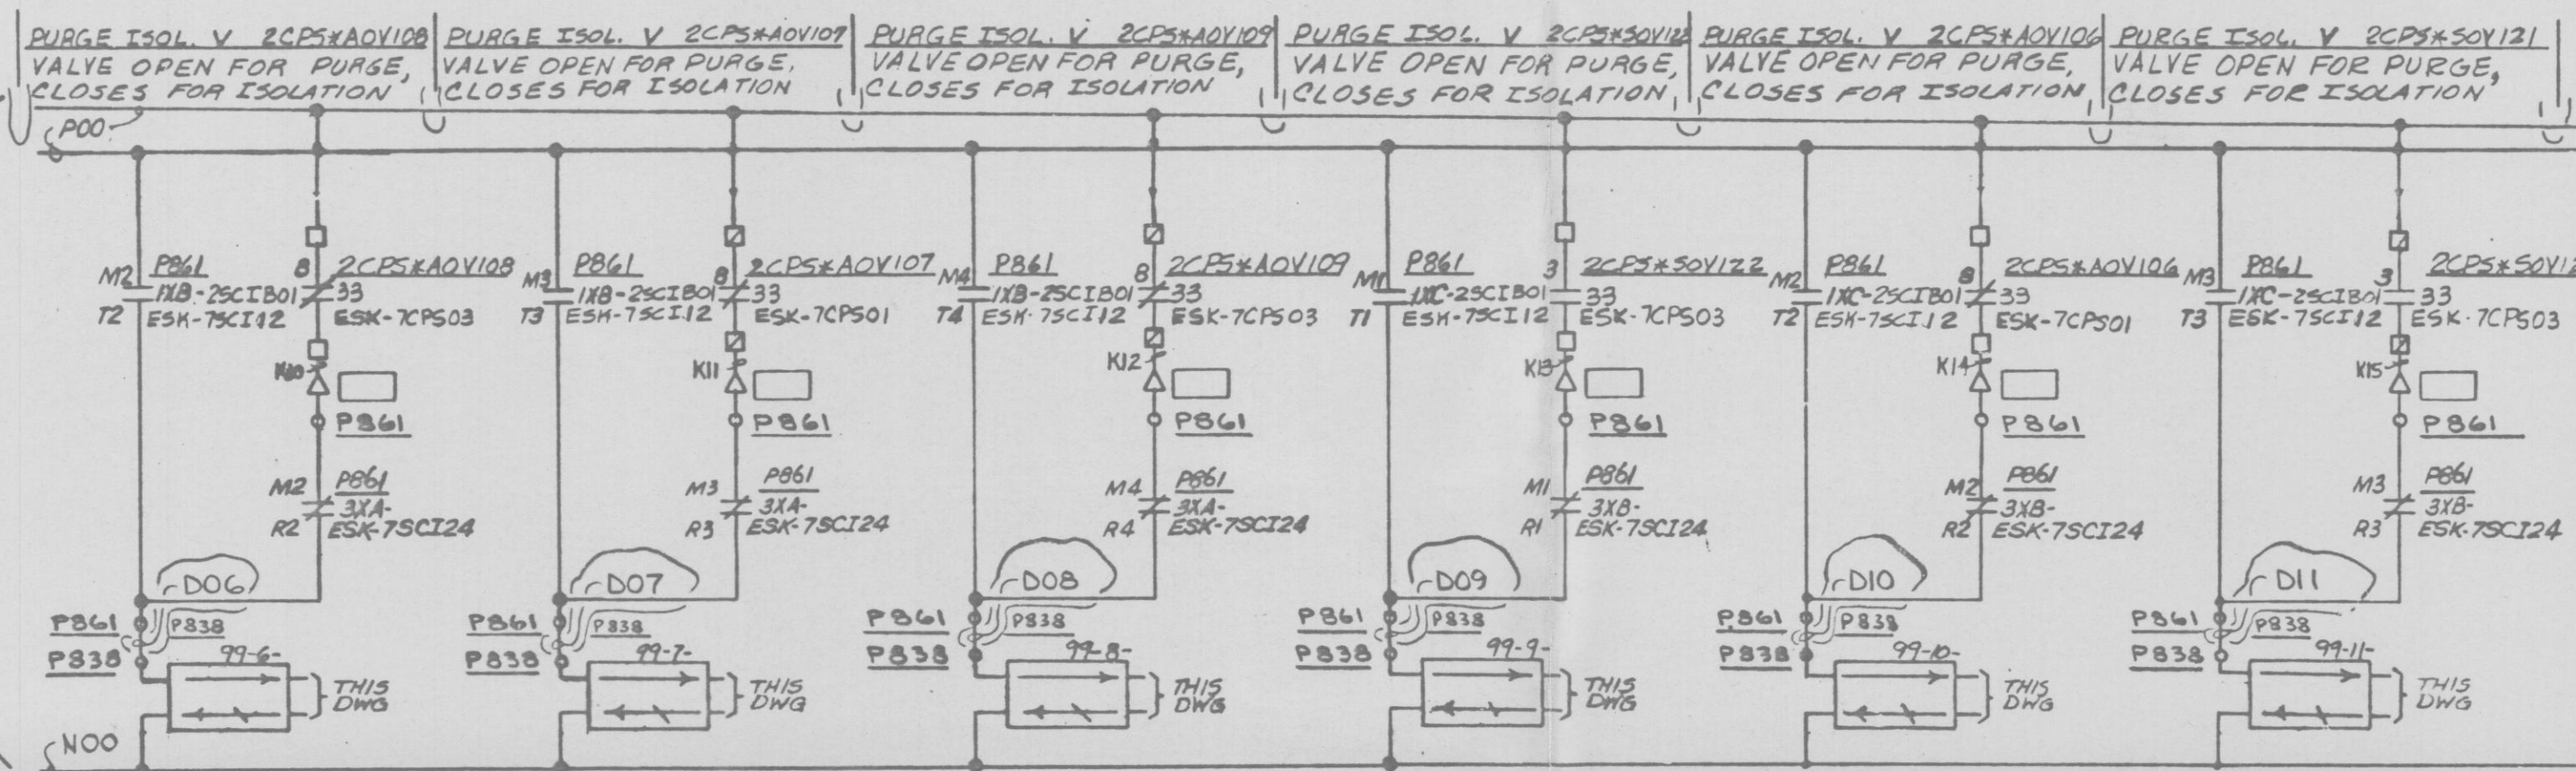 PURGE ISOL. V 2CPS*AOV108
VALVE OPEN FOR PURGE,
CLOSES FOR ISOLATION
PURGE ISOL. V 2CPS*AOV107
VALVE OPEN FOR PURGE,
CLOSES FOR ISOLATION
PURGE ISOL. V 2CPS*AOV109
VALVE OPEN FOR PURGE,
CLOSES FOR ISOLATION
PURGE ISOL. V 2CPS*SOV122
VALVE OPEN FOR PURGE,
CLOSES FOR ISOLATION
PURGE ISOL. V 2CPS*AOV106
VALVE OPEN FOR PURGE,
CLOSES FOR ISOLATION
PURGE ISOL. V 2CPS*SOV121
VALVE OPEN FOR PURGE,
CLOSES FOR ISOLATION
P00
M2 P861
1XB-2SCIB01
T2 ESK-7SCI12
8 2CPS*AOV108
33
ESK-7CPS03
K10
P861
M2 P861
3XA-
R2 ESK-7SCI24
D06
P861
P838
P838
99-6-
THIS
DWG
M3 P861
1XB-2SCIB01
T3 ESK-7SCI12
8 2CPS*AOV107
33
ESK-7CPS01
K11
P861
M3 P861
3XA-
R3 ESK-7SCI24
D07
P861
P838
P838
99-7-
THIS
DWG
M4 P861
1XB-2SCIB01
T4 ESK-7SCI12
8 2CPS*AOV109
33
ESK-7CPS03
K12
P861
M4 P861
3XA-
R4 ESK-7SCI24
D08
P861
P838
P838
99-8-
THIS
DWG
M1 P861
1XC-2SCIB01
T1 ESK-7SCI12
3 2CPS*SOV122
33
ESK-7CPS03
K13
P861
M1 P861
3XB-
R1 ESK-7SCI24
D09
P861
P838
P838
99-9-
THIS
DWG
M2 P861
1XC-2SCIB01
T2 ESK-7SCI12
8 2CPS*AOV106
33
ESK-7CPS01
K14
P861
M2 P861
3XB-
R2 ESK-7SCI24
D10
P861
P838
P838
99-10-
THIS
DWG
M3 P861
1XC-2SCIB01
T3 ESK-7SCI12
3 2CPS*SOV12
33
ESK-7CPS03
K15
P861
M3 P861
3XB-
R3 ESK-7SCI24
D11
P861
P838
P838
99-11-
THIS
DWG
N00